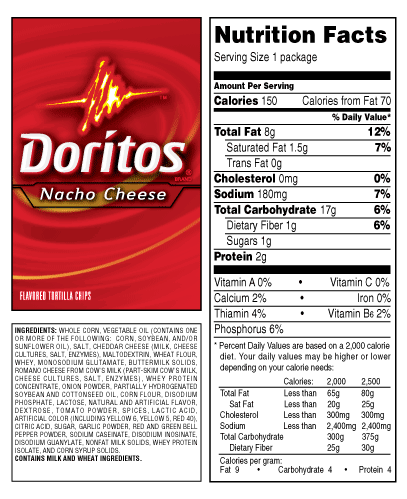 Doritos
BRAND
Nacho Cheese
FLAVORED TORTILLA CHIPS
INGREDIENTS: WHOLE CORN, VEGETABLE OIL (CONTAINS ONE
OR MORE OF THE FOLLOWING: CORN, SOYBEAN, AND/OR
SUNFLOWER OIL), SALT, CHEDDAR CHEESE (MILK, CHEESE
CULTURES, SALT, ENZYMES), MALTODEXTRIN, WHEAT FLOUR,
WHEY, MONOSODIUM GLUTAMATE, BUTTERMILK SOLIDS,
ROMANO CHEESE FROM COW'S MILK (PART-SKIM COW'S MILK,
CHEESE CULTURES, SALT, ENZYMES), WHEY PROTEIN
CONCENTRATE, ONION POWDER, PARTIALLY HYDROGENATED
SOYBEAN AND COTTONSEED OIL, CORN FLOUR, DISODIUM
PHOSPHATE, LACTOSE, NATURAL AND ARTIFICIAL FLAVOR,
DEXTROSE, TOMATO POWDER, SPICES, LACTIC ACID,
ARTIFICIAL COLOR (INCLUDING YELLOW 6, YELLOW 5, RED 40),
CITRIC ACID, SUGAR, GARLIC POWDER, RED AND GREEN BELL
PEPPER POWDER, SODIUM CASEINATE, DISODIUM INOSINATE,
DISODIUM GUANYLATE, NONFAT MILK SOLIDS, WHEY PROTEIN
ISOLATE, AND CORN SYRUP SOLIDS.
CONTAINS MILK AND WHEAT INGREDIENTS.
Nutrition Facts
Serving Size 1 package
Amount Per Serving
Calories 150 Calories from Fat 70
% Daily Value*
Total Fat 8g 12%
Saturated Fat 1.5g 7%
Trans Fat 0g
Cholesterol 0mg 0%
Sodium 180mg 7%
Total Carbohydrate 17g 6%
Dietary Fiber 1g 6%
Sugars 1g
Protein 2g
Vitamin A 0% • Vitamin C 0%
Calcium 2% • Iron 0%
Thiamin 4% • Vitamin B6 2%
Phosphorus 6%
* Percent Daily Values are based on a 2,000 calorie
diet. Your daily values may be higher or lower
depending on your calorie needs:
Calories: 2,000 2,500
Total Fat Less than 65g 80g
Sat Fat Less than 20g 25g
Cholesterol Less than 300mg 300mg
Sodium Less than 2,400mg 2,400mg
Total Carbohydrate 300g 375g
Dietary Fiber 25g 30g
Calories per gram:
Fat 9 • Carbohydrate 4 • Protein 4